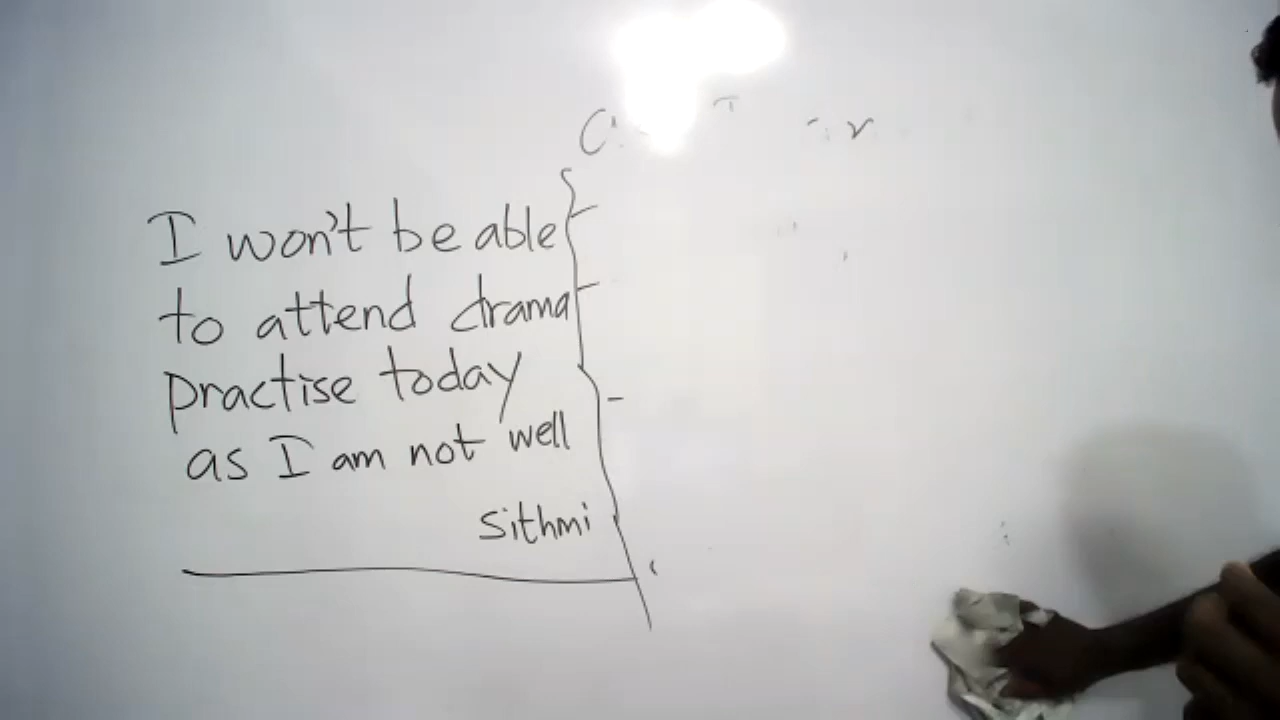 I won't be able
to attend drama
practise today
as I am not well
Sithmi